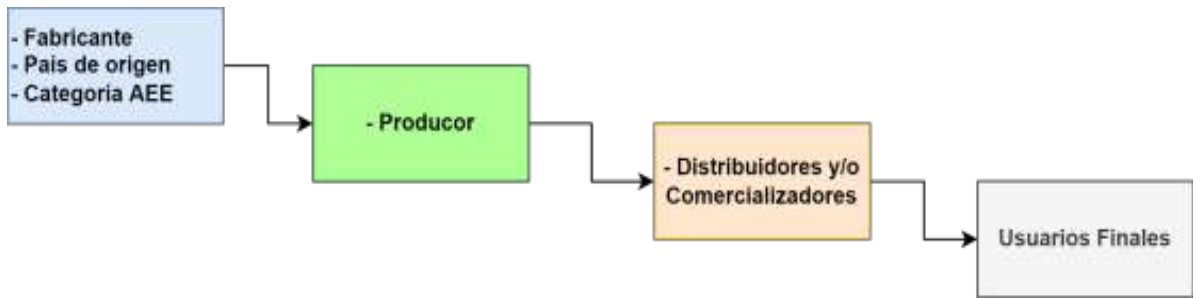 - Fabricante
- Pais de origen
- Categoria AEE
- Producor
- Distribuidores y/o
Comercializadores
Usuarios Finales